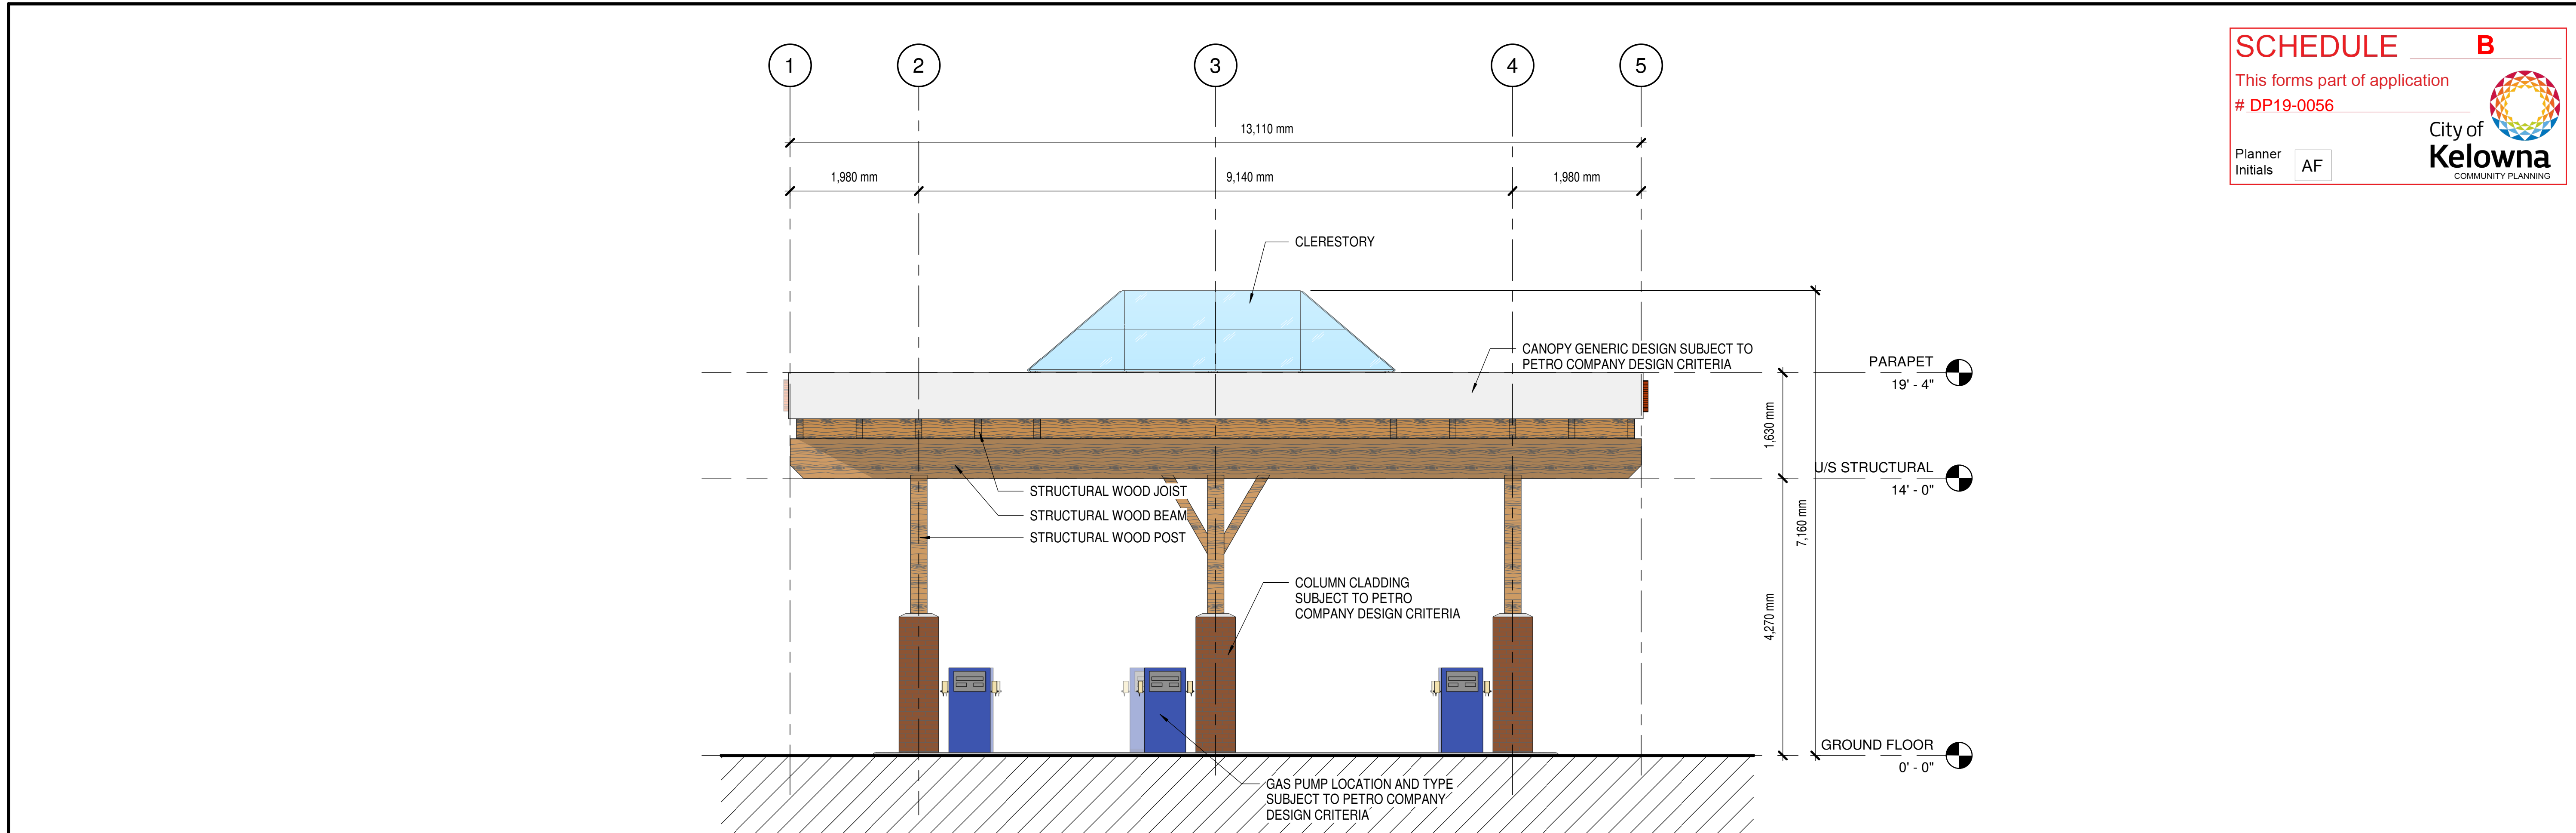 1
2
3
4
5
SCHEDULE B
This forms part of application
# DP19-0056
City of
Kelowna
COMMUNITY PLANNING
Planner
Initials
AF
13,110 mm
1,980 mm
9,140 mm
1,980 mm
CLERESTORY
CANOPY GENERIC DESIGN SUBJECT TO
PETRO COMPANY DESIGN CRITERIA
PARAPET
19' - 4"
1,630 mm
U/S STRUCTURAL
14' - 0"
STRUCTURAL WOOD JOIST
STRUCTURAL WOOD BEAM
STRUCTURAL WOOD POST
7,160 mm
COLUMN CLADDING
SUBJECT TO PETRO
COMPANY DESIGN CRITERIA
4,270 mm
GROUND FLOOR
0' - 0"
GAS PUMP LOCATION AND TYPE
SUBJECT TO PETRO COMPANY
DESIGN CRITERIA